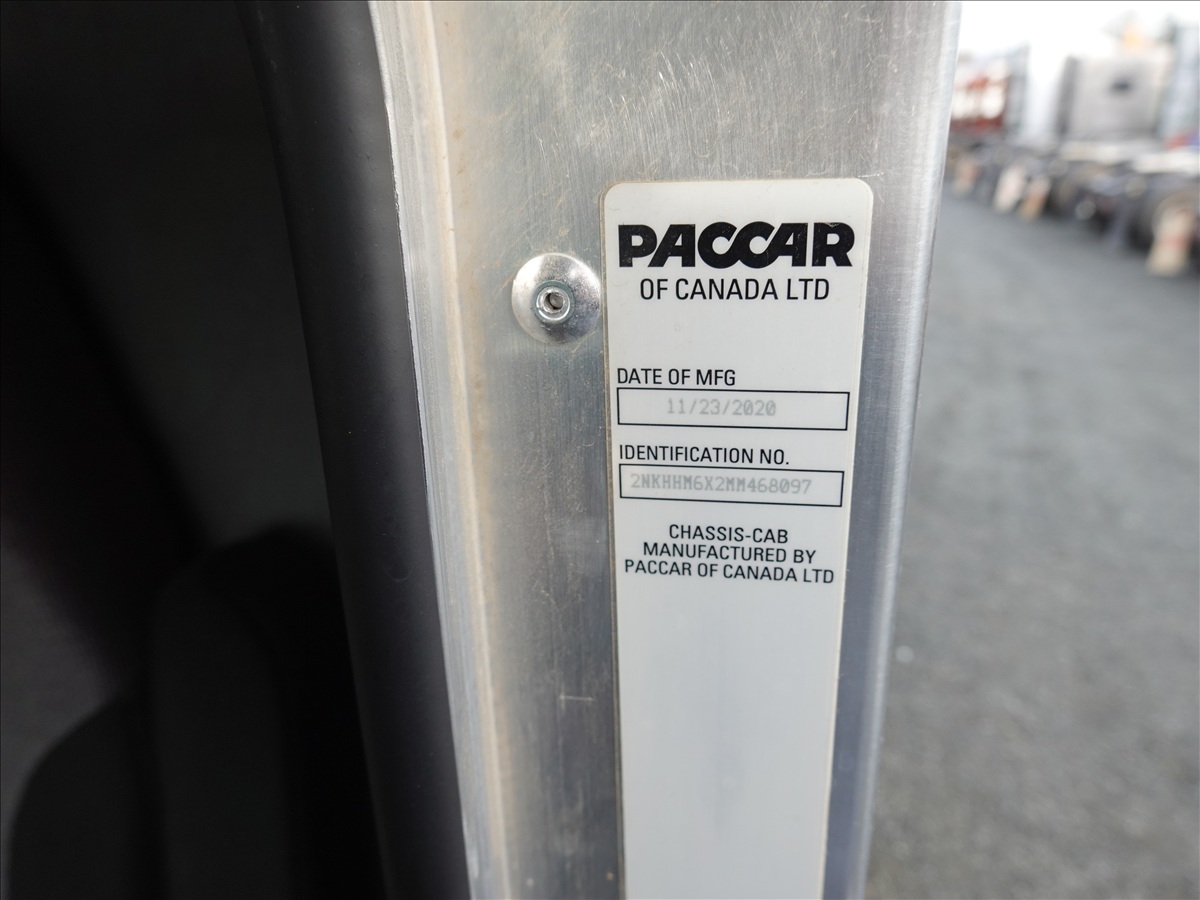 PACCAR
OF CANADA LTD
DATE OF MFG
11/23/2020
IDENTIFICATION NO.
2NKHHM6X2MM468097
CHASSIS-CAB
MANUFACTURED BY
PACCAR OF CANADA LTD